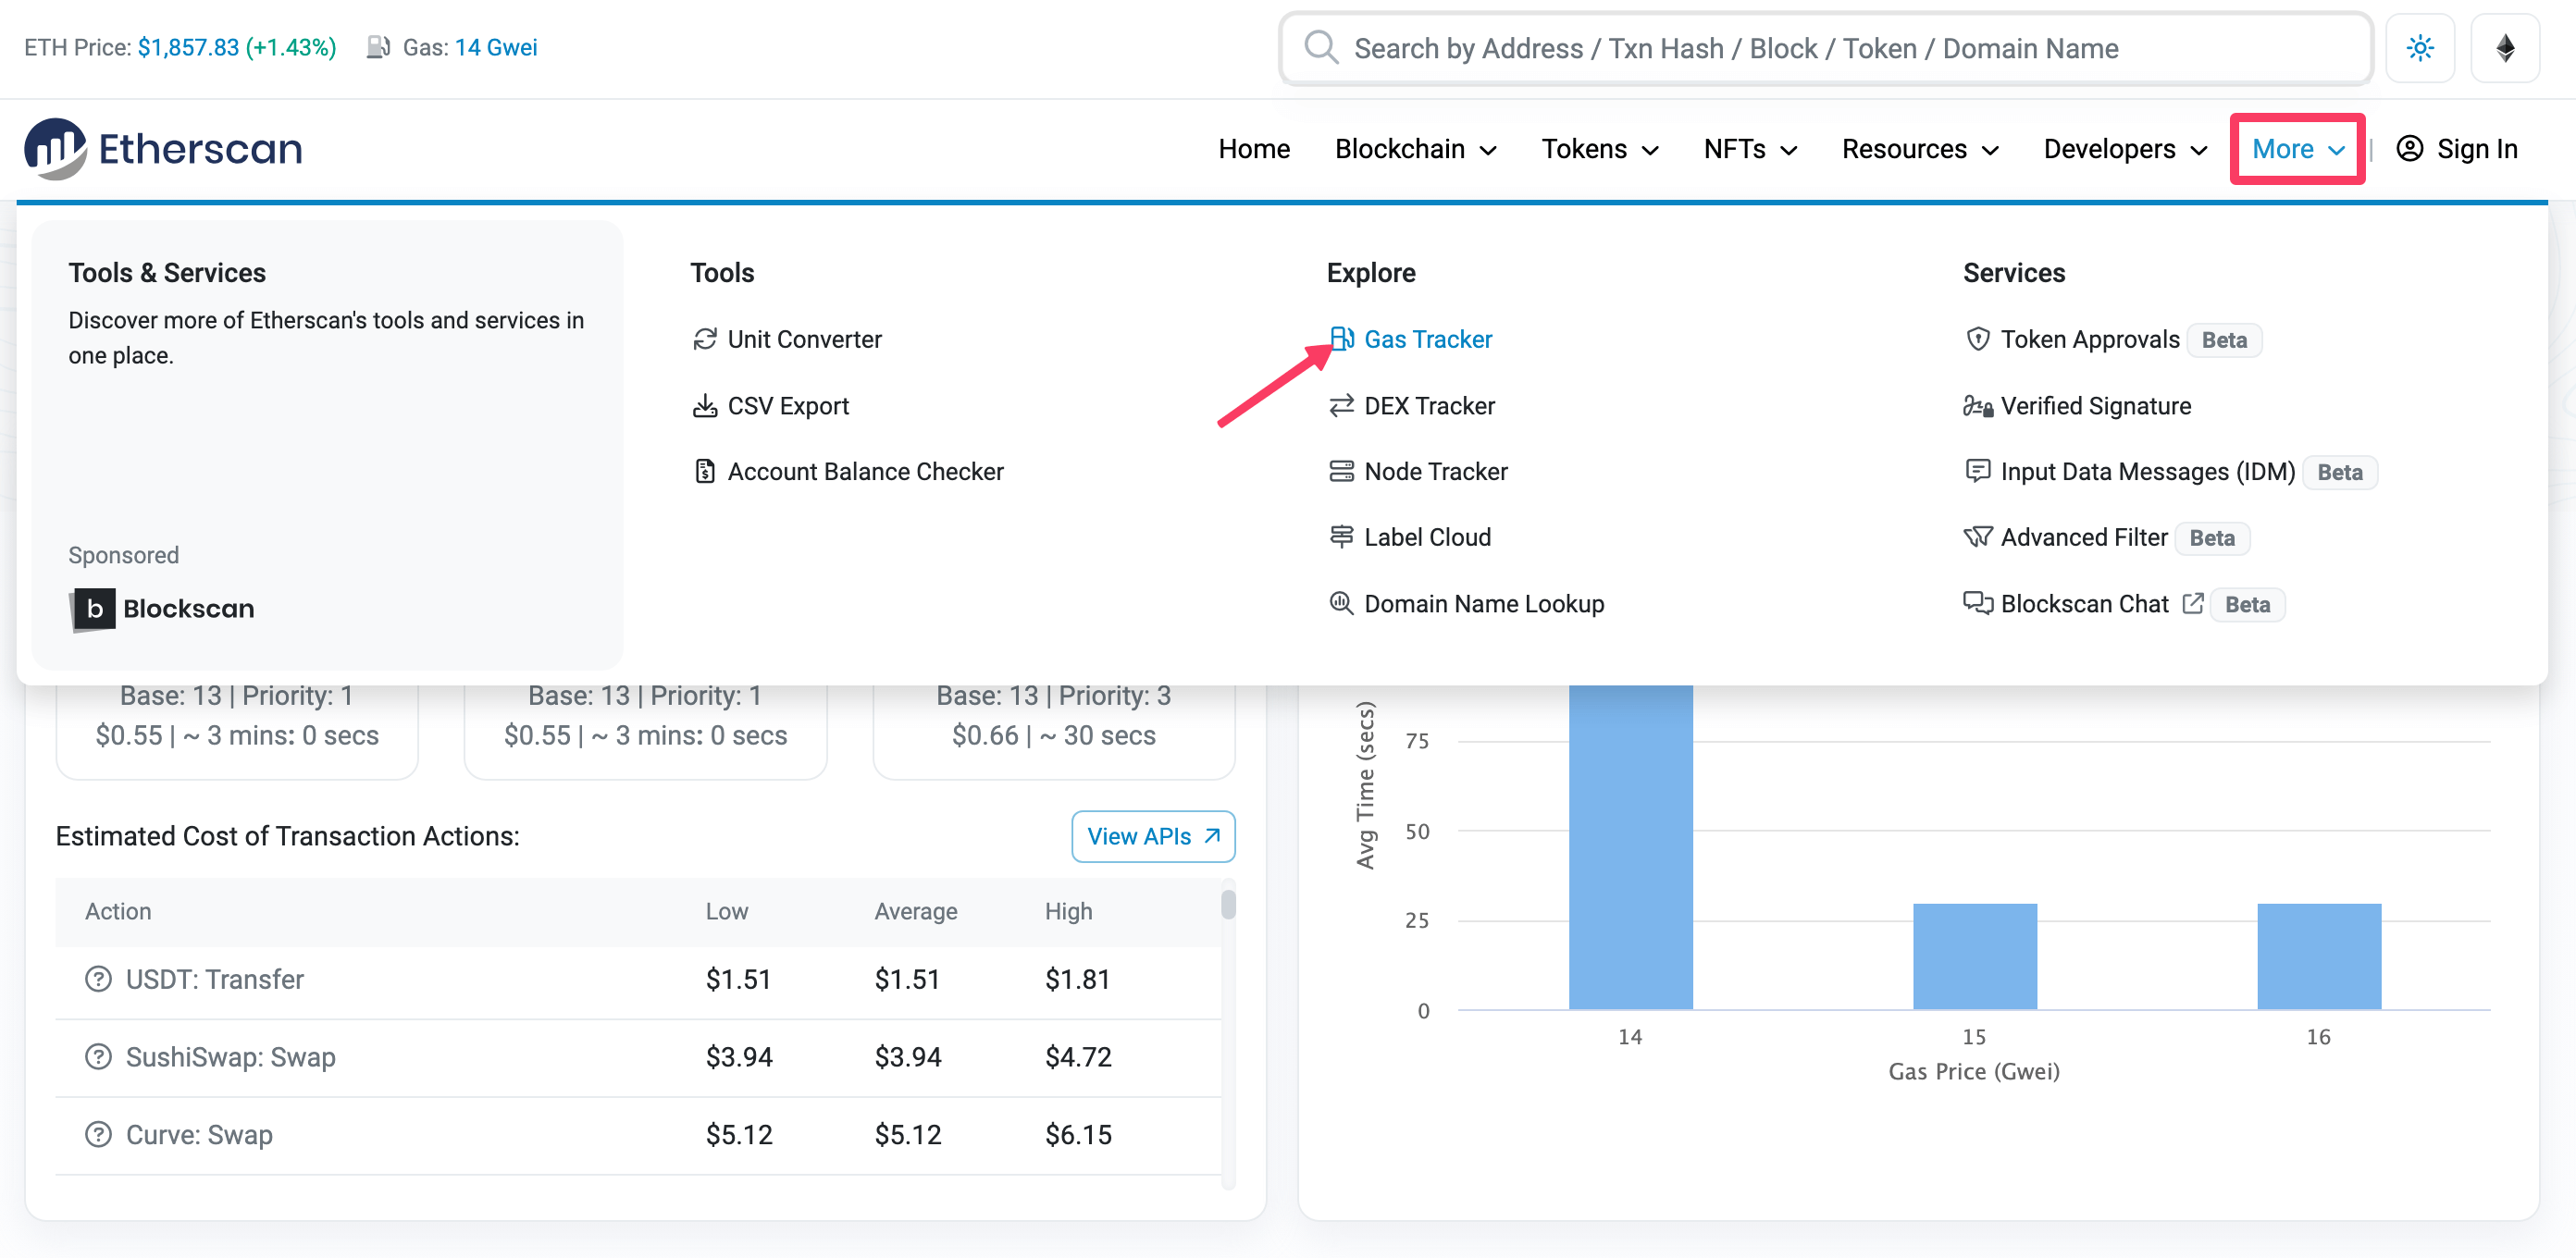 ETH Price: $1,857.83 (+1.43%) Gas: 14 Gwei
Search by Address / Txn Hash / Block / Token / Domain Name
Etherscan
Home Blockchain Tokens NFTs Resources Developers More | Sign In
Tools & Services
Discover more of Etherscan's tools and services in
one place.
Sponsored
b Blockscan
Tools
Unit Converter
CSV Export
Account Balance Checker
Explore
Gas Tracker
DEX Tracker
Node Tracker
Label Cloud
Domain Name Lookup
Services
Token Approvals Beta
Verified Signature
Input Data Messages (IDM) Beta
Advanced Filter Beta
Blockscan Chat Beta
Base: 13 | Priority: 1
$0.55 | ~ 3 mins: 0 secs
Base: 13 | Priority: 1
$0.55 | ~ 3 mins: 0 secs
Base: 13 | Priority: 3
$0.66 | ~ 30 secs
Estimated Cost of Transaction Actions:
View APIs
Action Low Average High
USDT: Transfer $1.51 $1.51 $1.81
SushiSwap: Swap $3.94 $3.94 $4.72
Curve: Swap $5.12 $5.12 $6.15
Avg Time (secs)
75
50
25
0
14 15 16
Gas Price (Gwei)